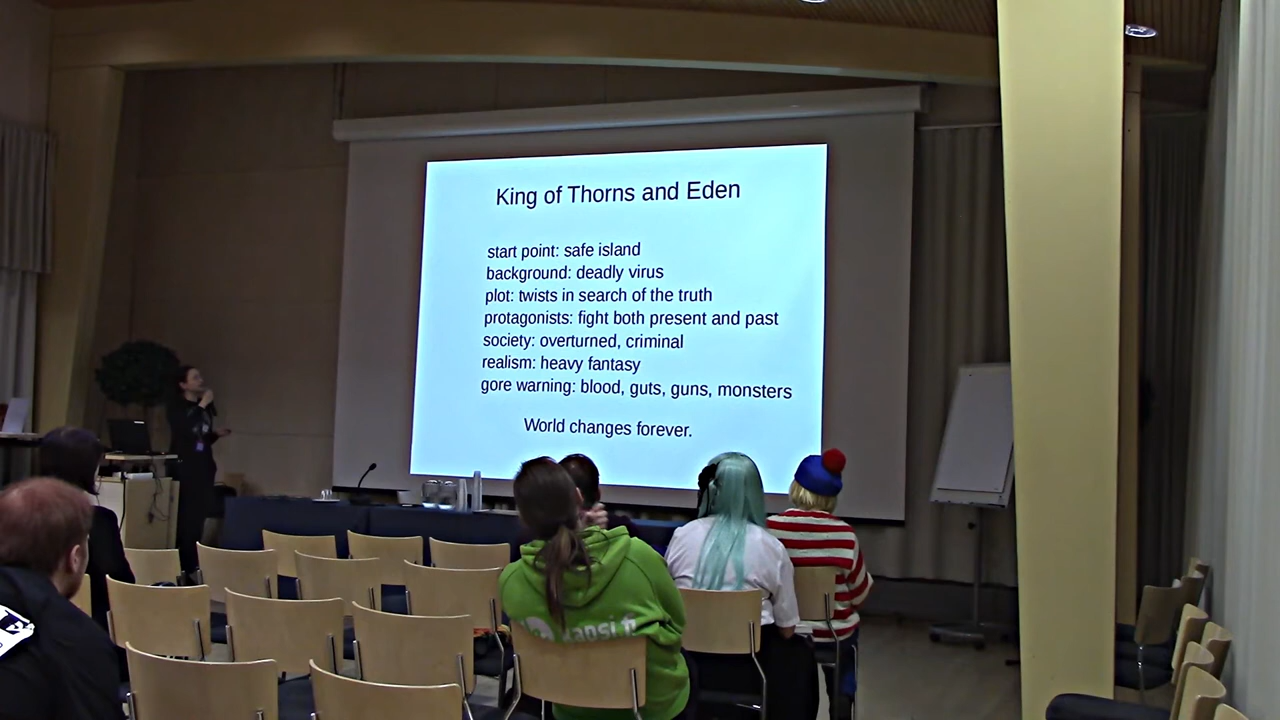 King of Thorns and Eden
start point: safe island
background: deadly virus
plot: twists in search of the truth
protagonists: fight both present and past
society: overturned, criminal
realism: heavy fantasy
gore warning: blood, guts, guns, monsters
World changes forever.